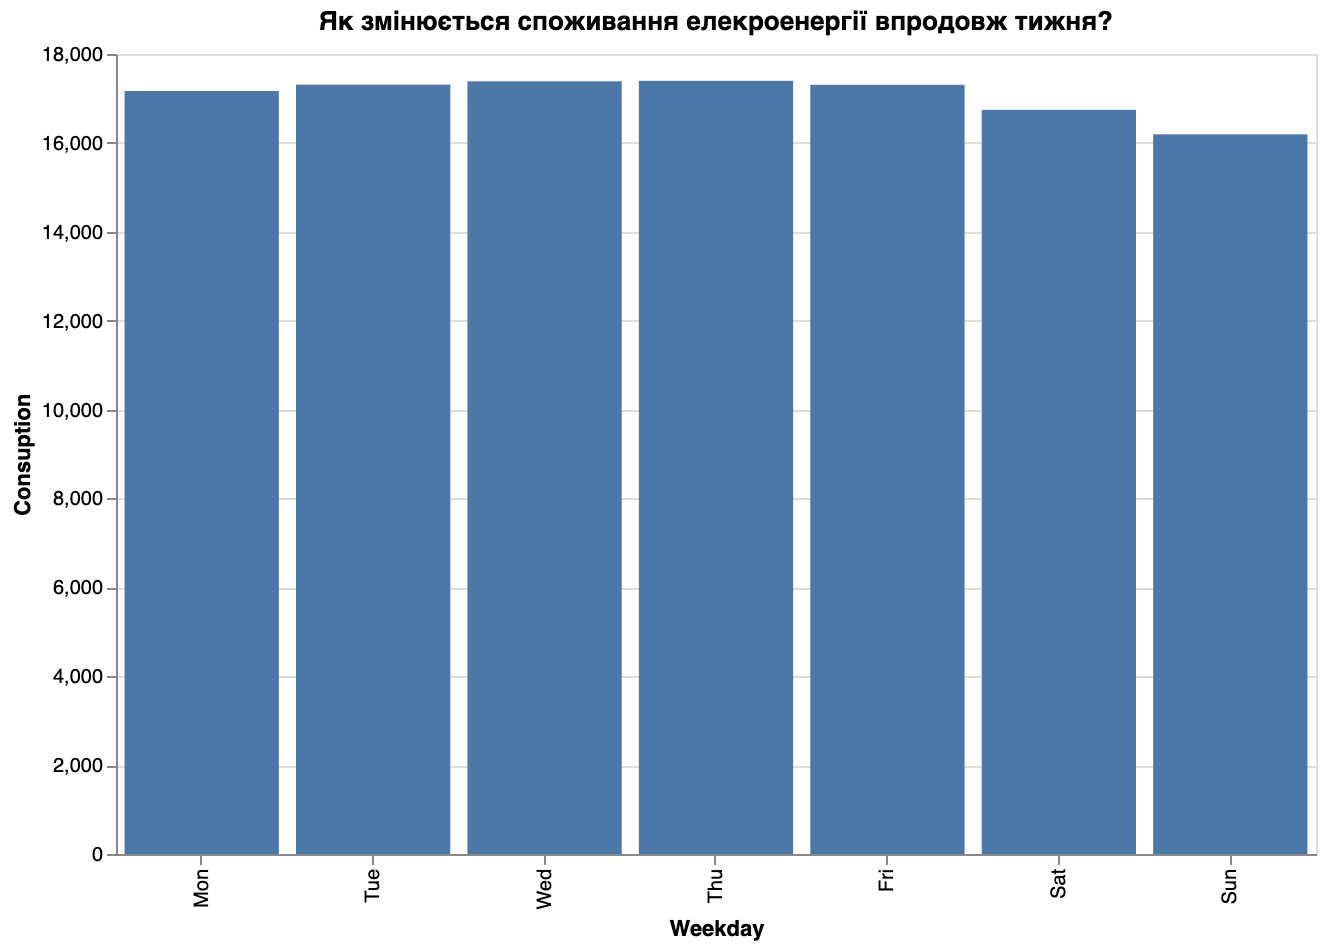 Як змінюється споживання елекроенергії впродовж тижня?
18,000
16,000
14,000
12,000
10,000
8,000
6,000
4,000
2,000
0
Consuption
Mon
Tue
Wed
Thu
Fri
Sat
Sun
Weekday